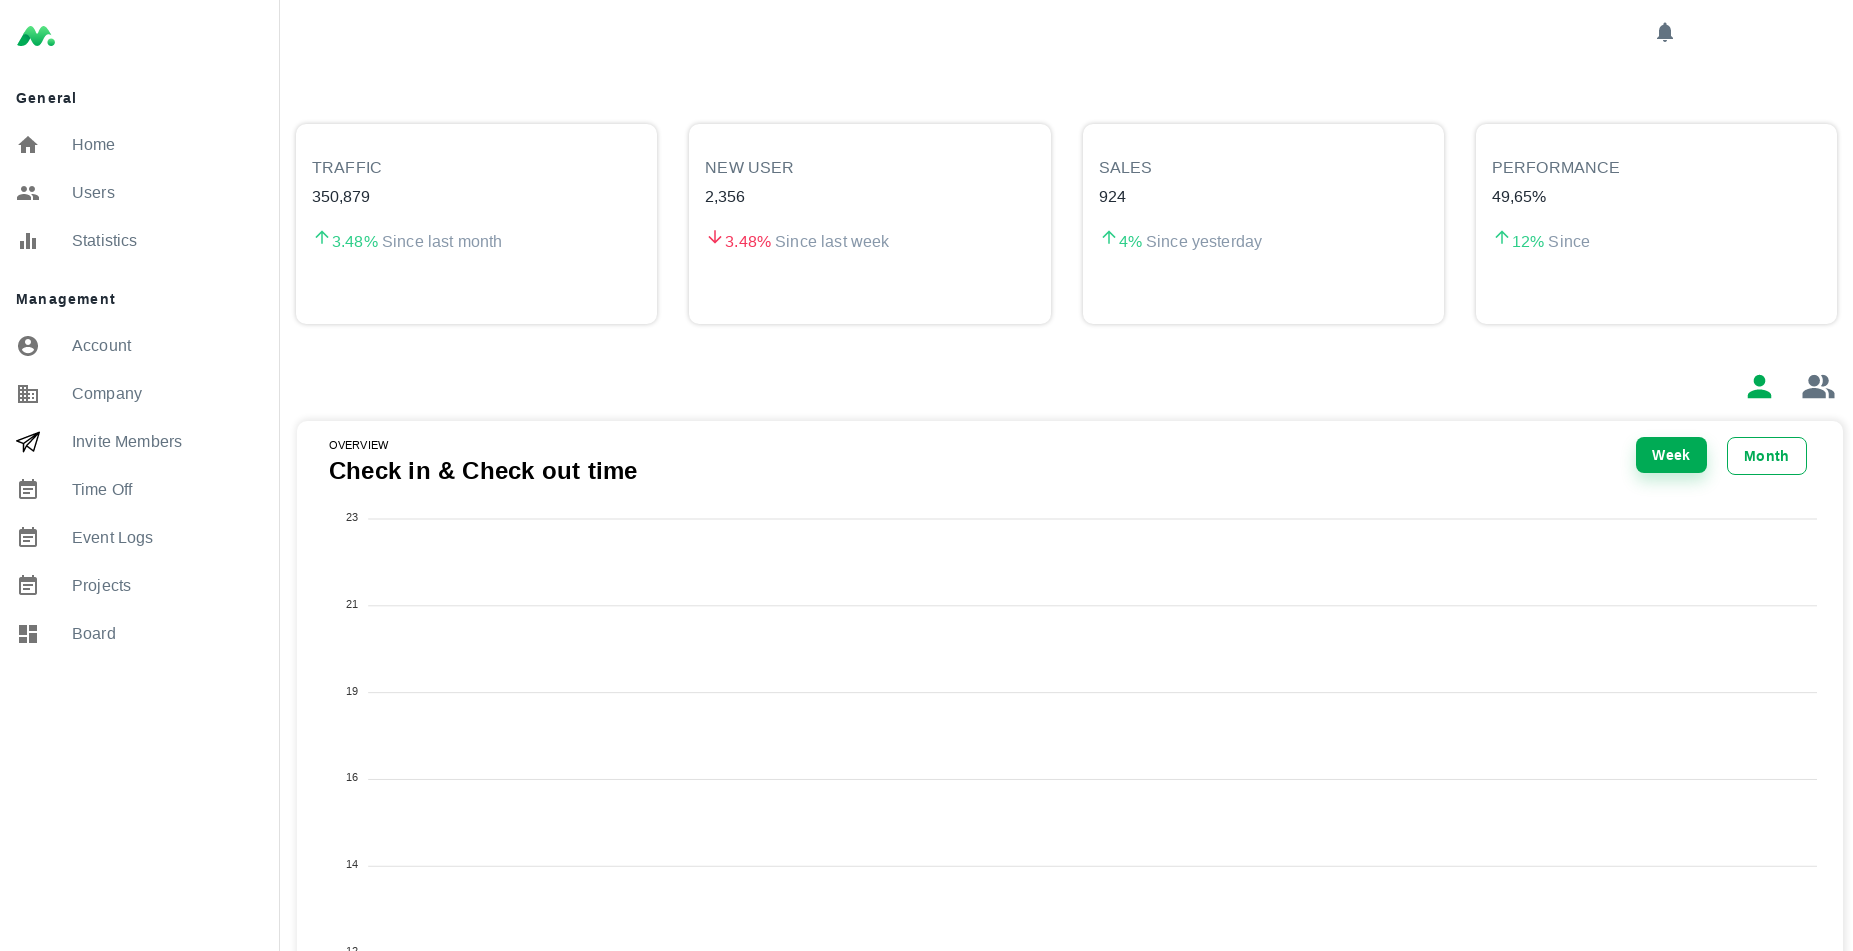 General
Home
Users
Statistics
Management
Account
Company
Invite Members
Time Off
Event Logs
Projects
Board
TRAFFIC
350,879
3.48% Since last month
NEW USER
2,356
3.48% Since last week
SALES
924
4% Since yesterday
PERFORMANCE
49,65%
12% Since
OVERVIEW
Check in & Check out time
Week
Month
23
21
19
16
14
12